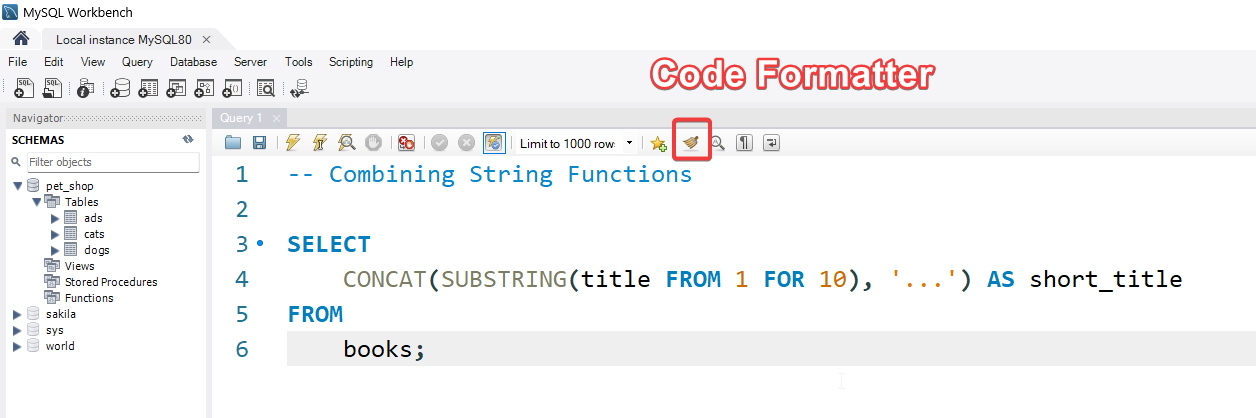 MySQL Workbench
Local instance MySQL80
File Edit View Query Database Server Tools Scripting Help
Code Formatter
Navigator
Query 1
SCHEMAS
Filter objects
Limit to 1000 row
pet_shop
Tables
ads
cats
dogs
Views
Stored Procedures
Functions
sakila
sys
world
1 -- Combining String Functions
2
3 SELECT
4 CONCAT(SUBSTRING(title FROM 1 FOR 10), '...') AS short_title
5 FROM
6 books;